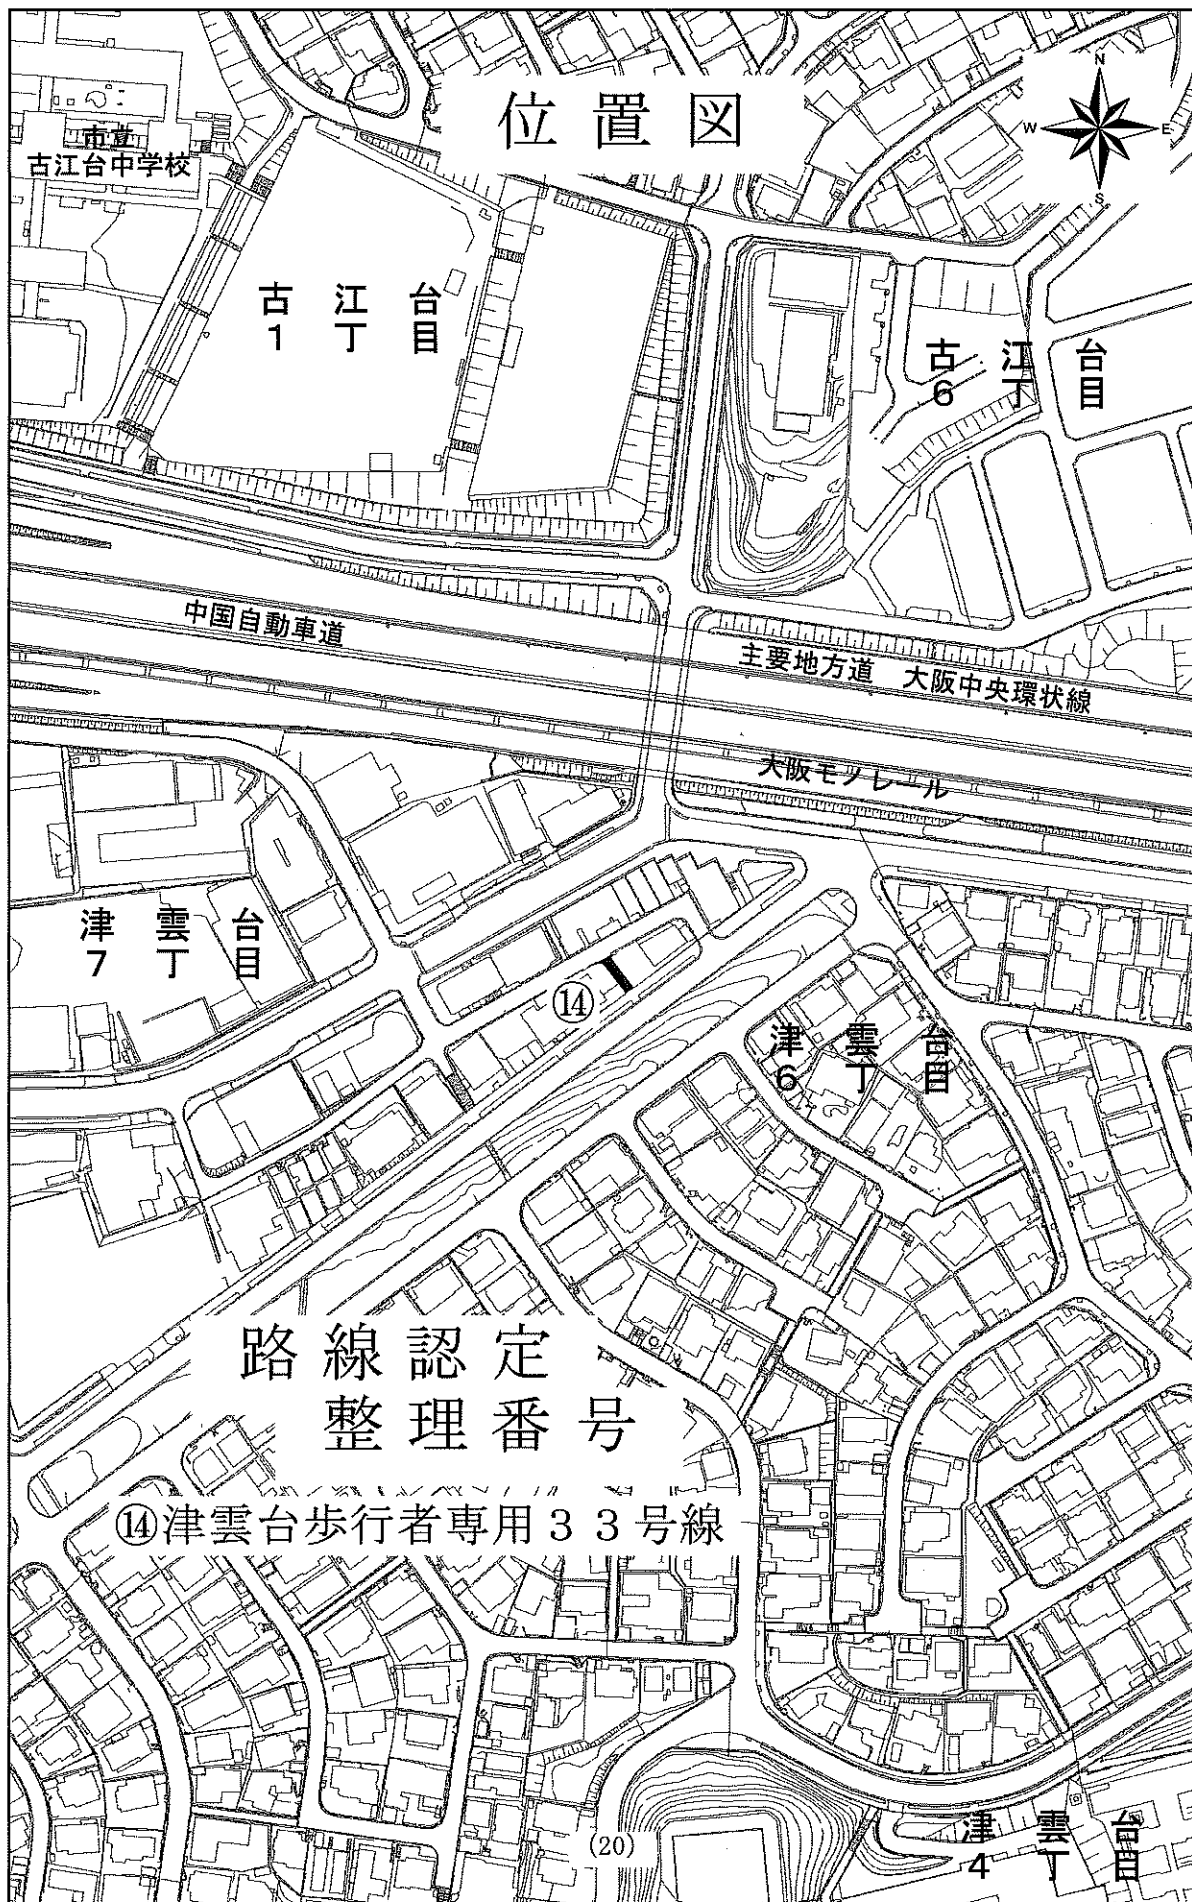 位置図
N
W
E
S
市立
古江台中学校
古江台
1丁目
古江台
6丁目
中国自動車道
主要地方道 大阪中央環状線
大阪モノレール
津雲台
7丁目
⑭
津雲台
6丁目
路線認定
整理番号
⑭津雲台歩行者専用33号線
津雲台
4丁目
(20)